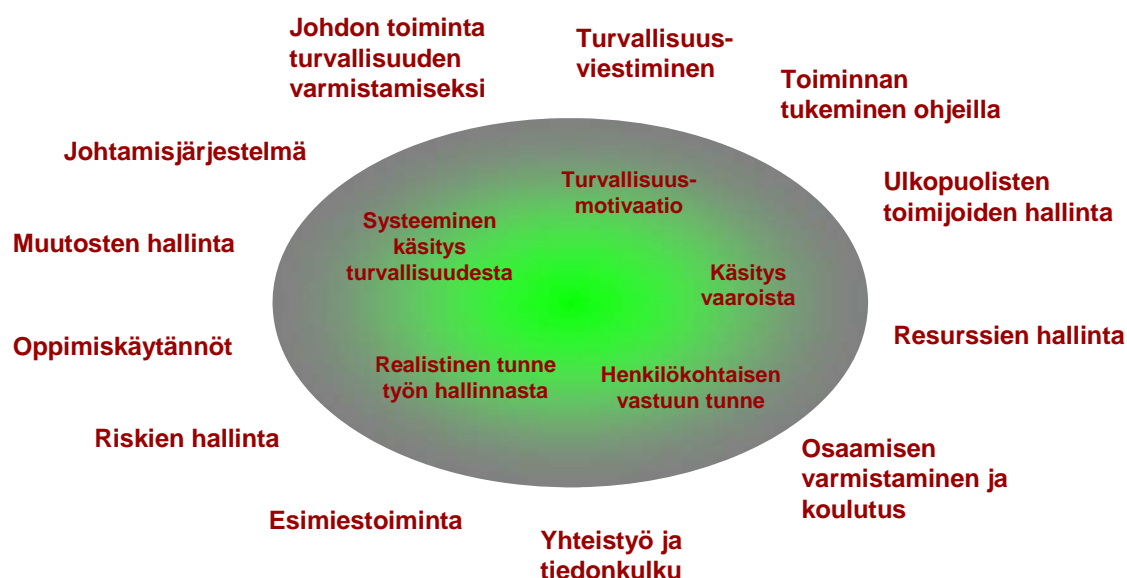 Johdon toiminta
turvallisuuden
varmistamiseksi
Turvallisuus-
viestiminen
Toiminnan
tukeminen ohjeilla
Johtamisjärjestelmä
Ulkopuolisten
toimijoiden hallinta
Turvallisuus-
motivaatio
Systeeminen
käsitys
turvallisuudesta
Muutosten hallinta
Käsitys
vaaroista
Resurssien hallinta
Oppimiskäytännöt
Realistinen tunne
työn hallinnasta
Henkilökohtaisen
vastuun tunne
Riskien hallinta
Osaamisen
varmistaminen ja
koulutus
Esimiestoiminta
Yhteistyö ja
tiedonkulku